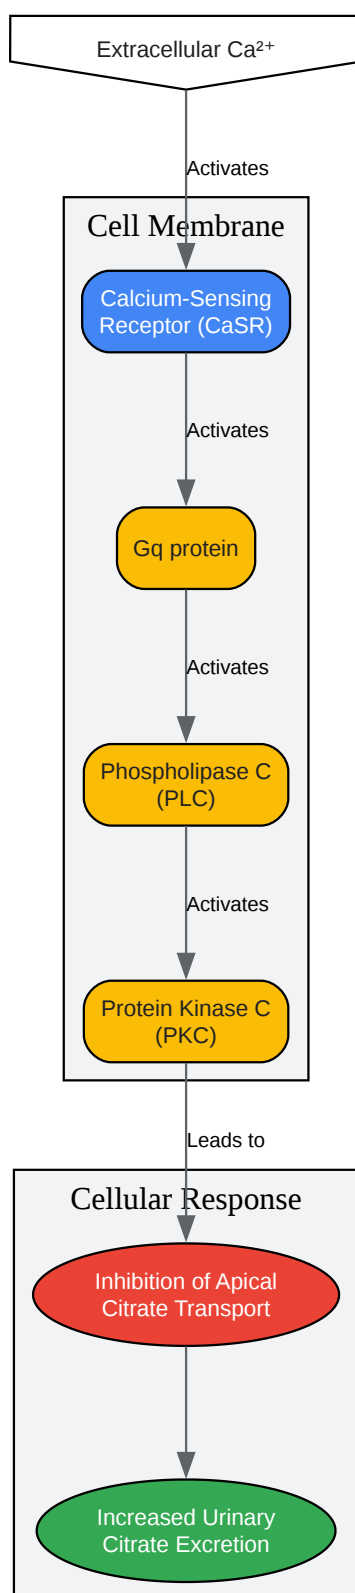 Extracellular Ca²⁺
Activates
Cell Membrane
Calcium-Sensing
Receptor (CaSR)
Activates
Gq protein
Activates
Phospholipase C
(PLC)
Activates
Protein Kinase C
(PKC)
Leads to
Cellular Response
Inhibition of Apical
Citrate Transport
Increased Urinary
Citrate Excretion